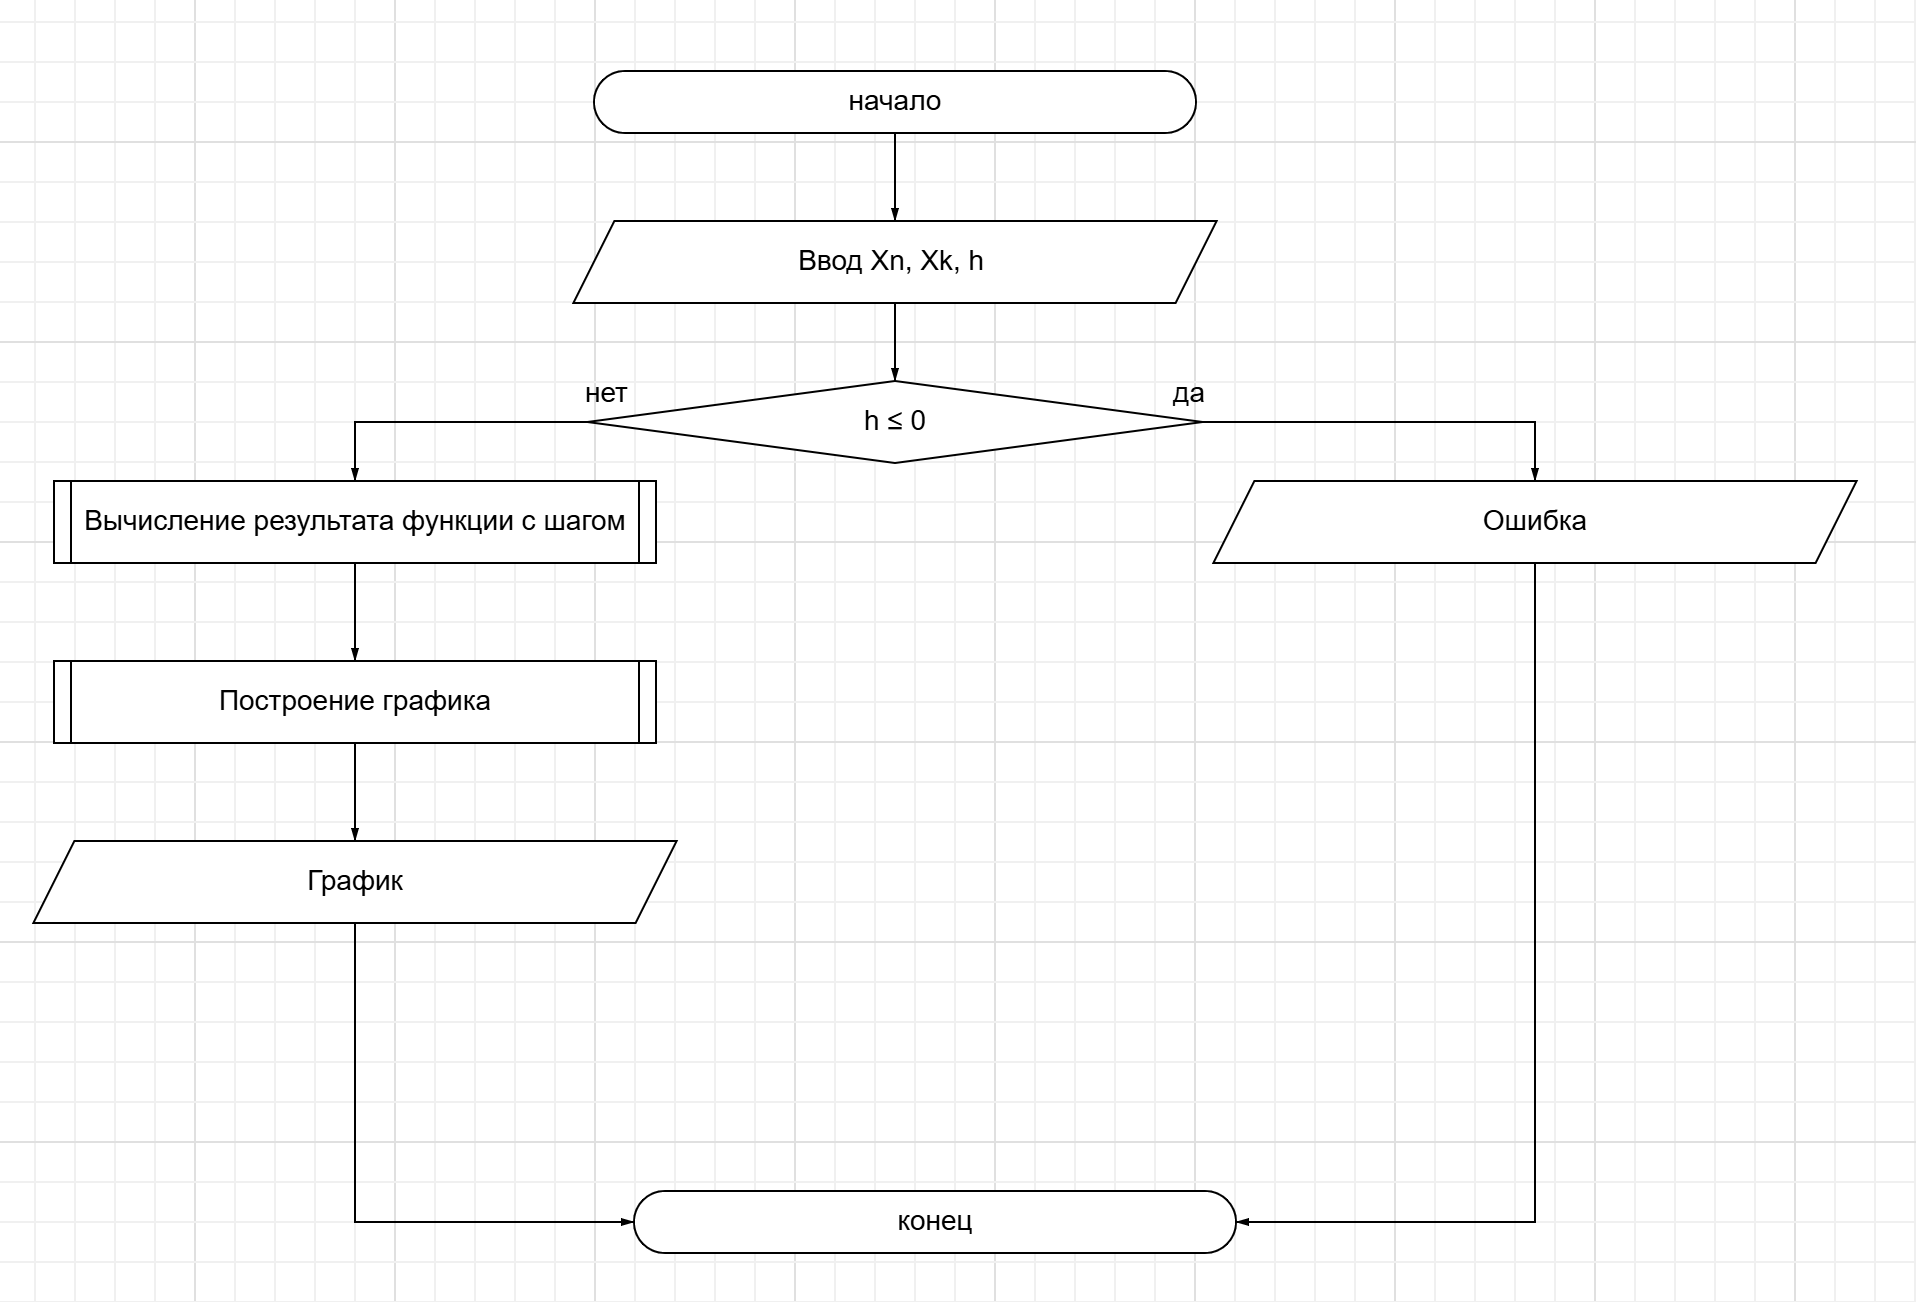 начало
Ввод Xn, Xk, h
нет
да
h ≤ 0
Вычисление результата функции с шагом
Ошибка
Построение графика
График
конец